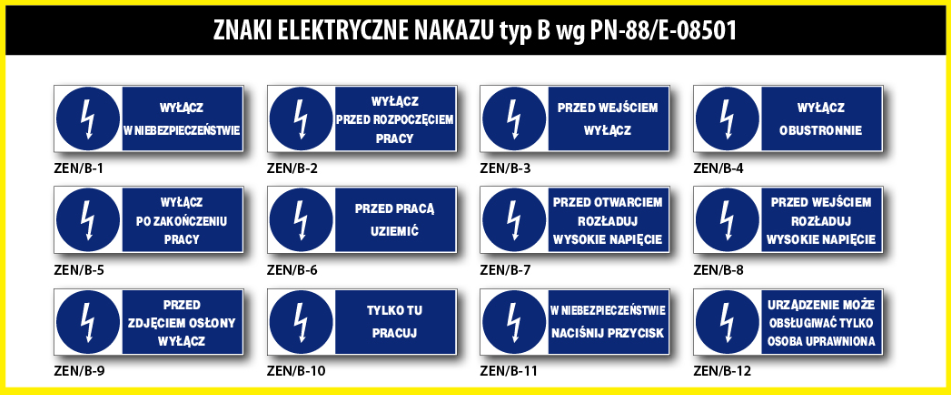 ZNAKI ELEKTRYCZNE NAKAZU typ B wg PN-88/E-08501
WYŁĄCZ
W NIEBEZPIECZEŃSTWIE
ZEN/B-1
WYŁĄCZ
PRZED ROZPOCZĘCIEM
PRACY
ZEN/B-2
PRZED WEJŚCIEM
WYŁĄCZ
ZEN/B-3
WYŁĄCZ
OBUSTRONNIE
ZEN/B-4
WYŁĄCZ
PO ZAKOŃCZENIU
PRACY
ZEN/B-5
PRZED PRACĄ
UZIEMIĆ
ZEN/B-6
PRZED OTWARCIEM
ROZŁADUJ
WYSOKIE NAPIĘCIE
ZEN/B-7
PRZED WEJŚCIEM
ROZŁADUJ
WYSOKIE NAPIĘCIE
ZEN/B-8
PRZED
ZDJĘCIEM OSŁONY
WYŁĄCZ
ZEN/B-9
TYLKO TU
PRACUJ
ZEN/B-10
W NIEBEZPIECZEŃSTWIE
NACIŚNIJ PRZYCISK
ZEN/B-11
URZĄDZENIE MOŻE
OBSŁUGIWAĆ TYLKO
OSOBA UPRAWNIONA
ZEN/B-12